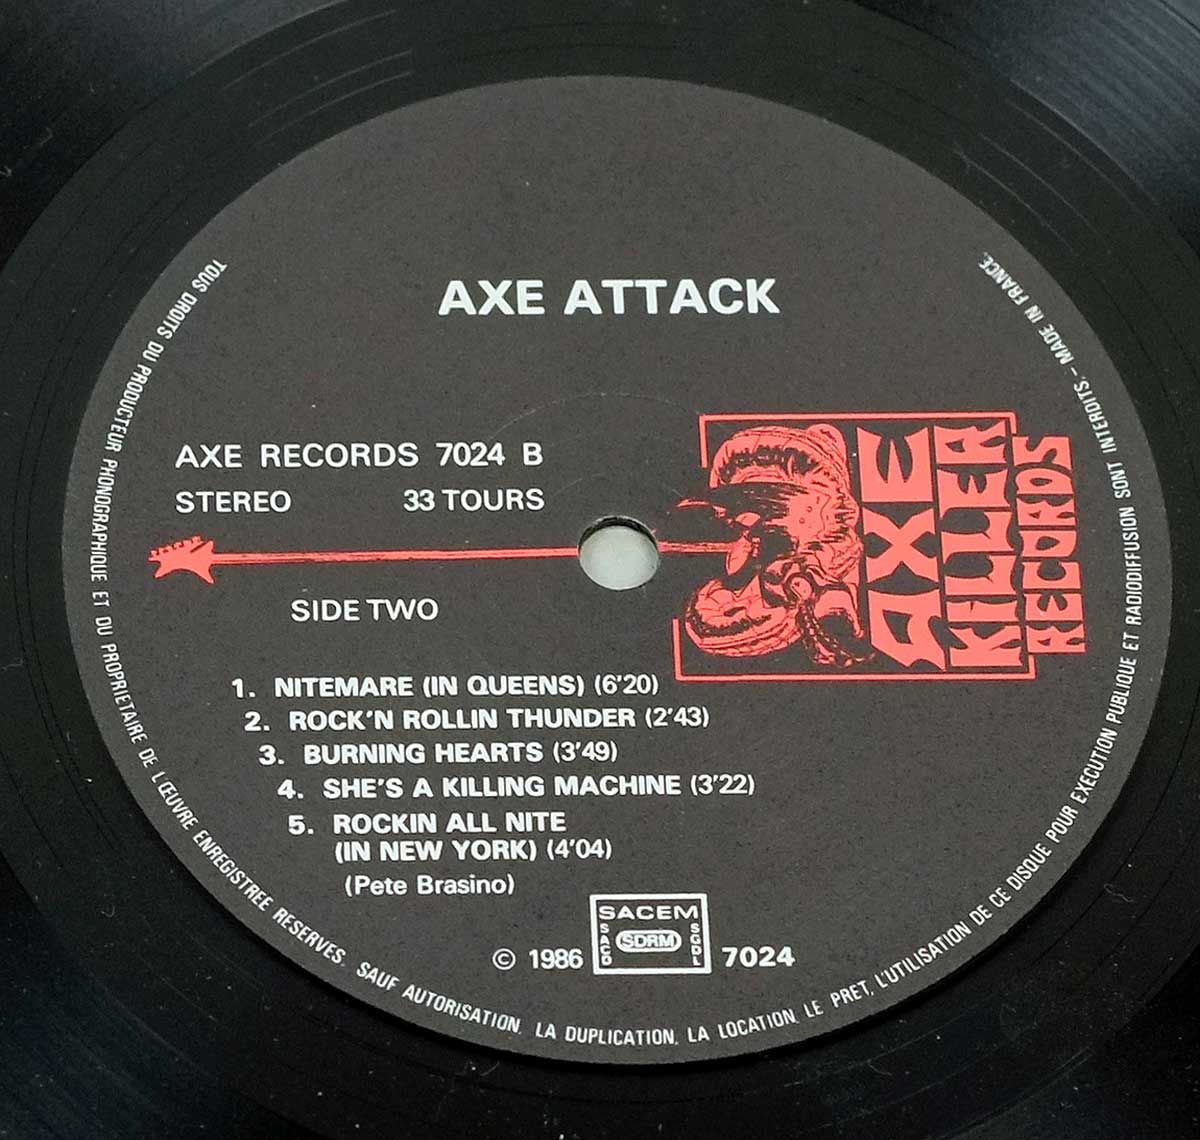 AXE ATTACK
AXE RECORDS 7024 B
STEREO 33 TOURS
AXE
KILLER
RECORDS
SIDE TWO
1. NITEMARE (IN QUEENS) (6'20)
2. ROCK'N ROLLIN THUNDER (2'43)
3. BURNING HEARTS (3'49)
4. SHE'S A KILLING MACHINE (3'22)
5. ROCKIN ALL NITE
(IN NEW YORK) (4'04)
(Pete Brasino)
© 1986
SACEM
SACD
SDRM
SGDL
7024
TOUS DROITS DU PRODUCTEUR PHONOGRAPHIQUE ET DU PROPRIETAIRE DE L'ŒUVRE ENREGISTREE RESERVES. SAUF AUTORISATION, LA DUPLICATION, LA LOCATION, LE PRET, L'UTILISATION DE CE DISQUE POUR EXECUTION PUBLIQUE ET RADIODIFFUSION SONT INTERDITS. - MADE IN FRANCE.